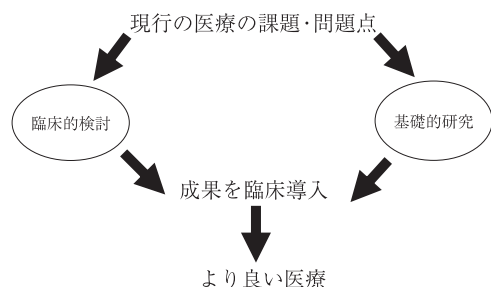 現行の医療の課題・問題点
臨床的検討
基礎的研究
成果を臨床導入
より良い医療